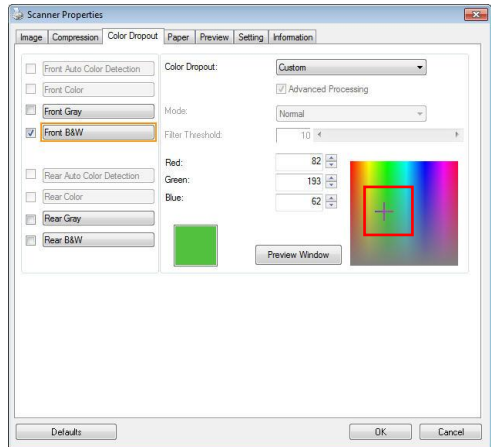 Scanner Properties
Image Compression Color Dropout Paper Preview Setting Information
Front Auto Color Detection
Front Color
Front Gray
Front B&W
Rear Auto Color Detection
Rear Color
Rear Gray
Rear B&W
Color Dropout: Custom
Advanced Processing
Mode: Normal
Filter Threshold: 10
Red: 82
Green: 193
Blue: 62
Preview Window
Defaults OK Cancel